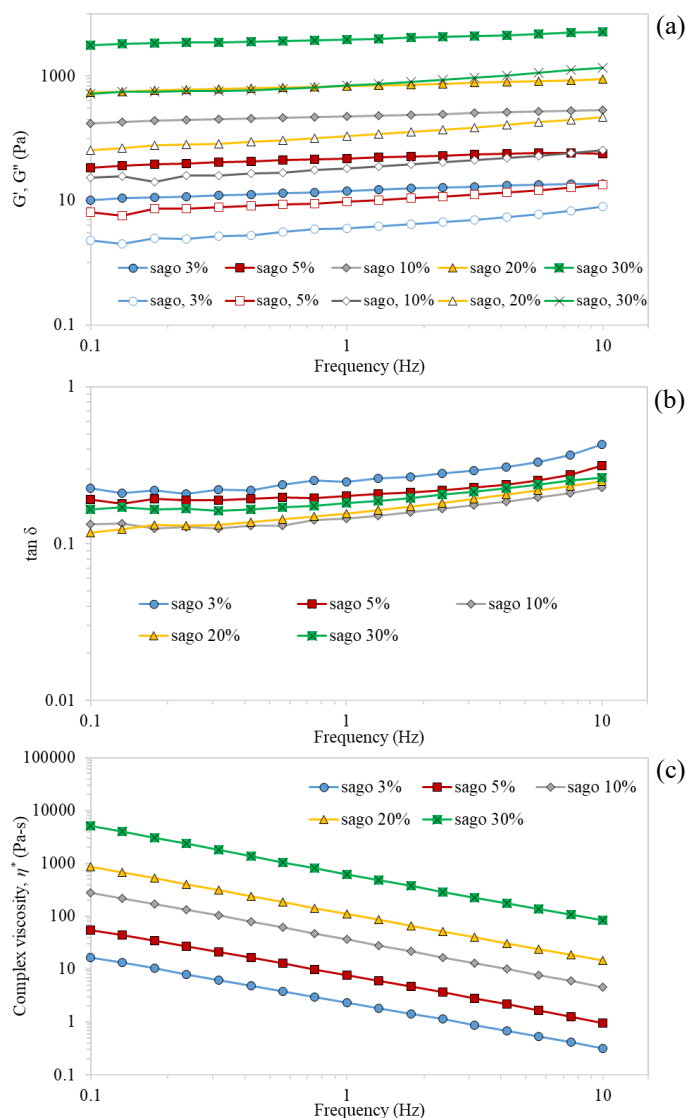 (a)
1000
10
0.1
G', G" (Pa)
sago 3% sago 5% sago 10% sago 20% sago 30%
sago, 3% sago, 5% sago, 10% sago, 20% sago, 30%
0.1 1 10
Frequency (Hz)
(b)
1
0.1
0.01
tan δ
sago 3% sago 5% sago 10%
sago 20% sago 30%
0.1 1 10
Frequency (Hz)
(c)
100000
10000
1000
100
10
1
0.1
Complex viscosity, η* (Pa-s)
sago 3% sago 5% sago 10%
sago 20% sago 30%
0.1 1 10
Frequency (Hz)